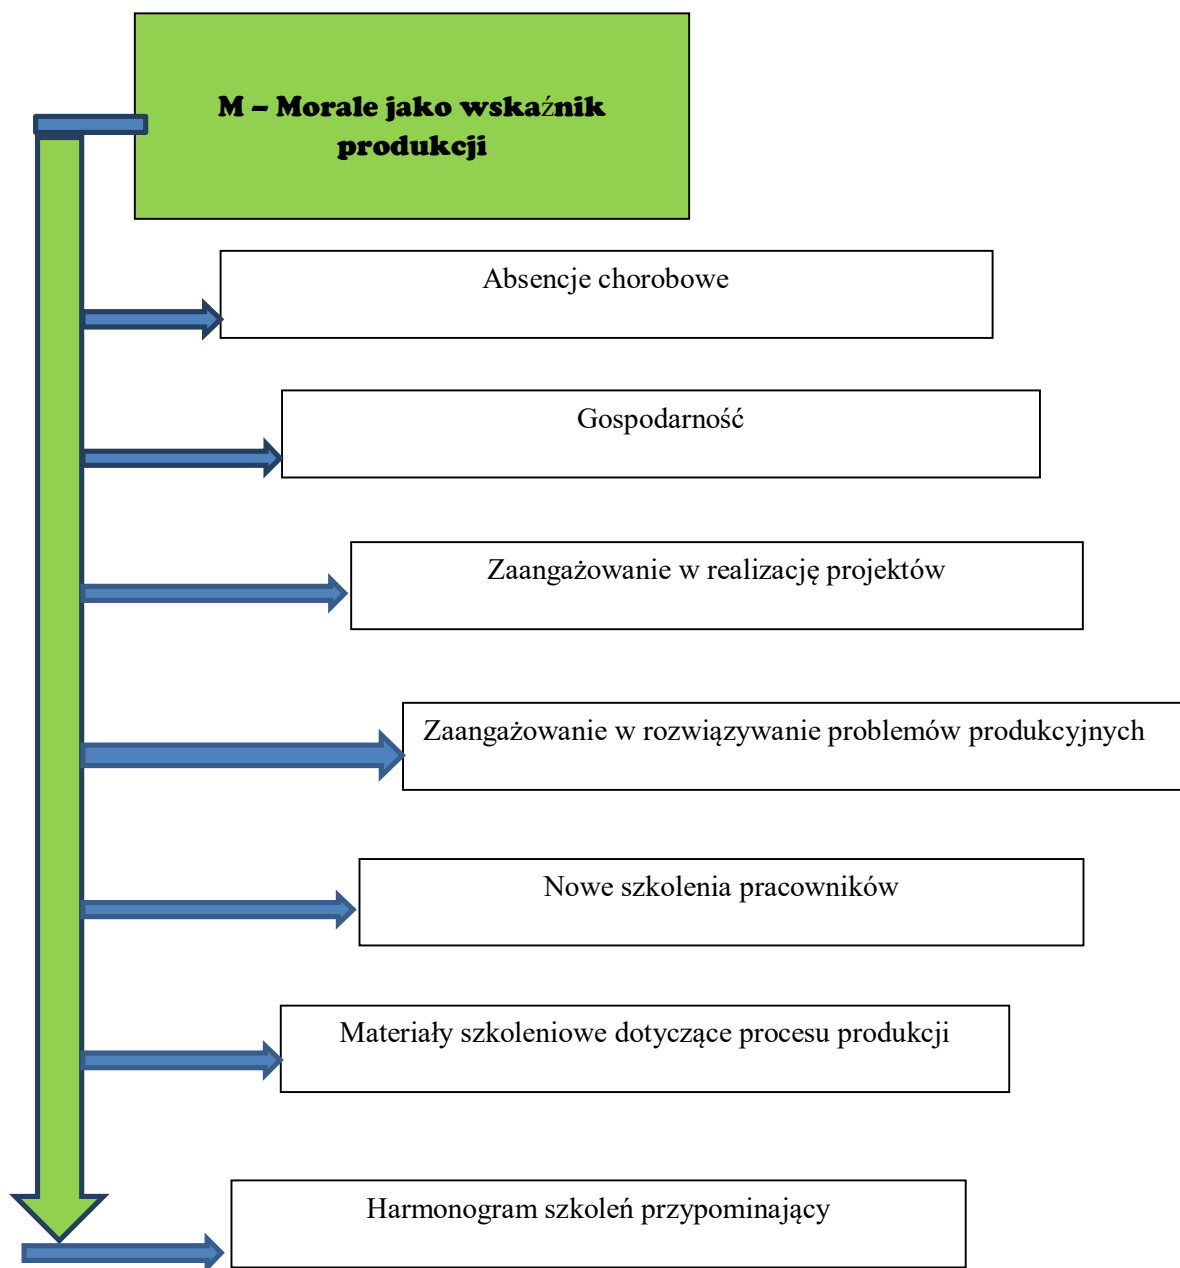 M – Morale jako wskaźnik
produkcji
Absencje chorobowe
Gospodarność
Zaangażowanie w realizację projektów
Zaangażowanie w rozwiązywanie problemów produkcyjnych
Nowe szkolenia pracowników
Materiały szkoleniowe dotyczące procesu produkcji
Harmonogram szkoleń przypominający